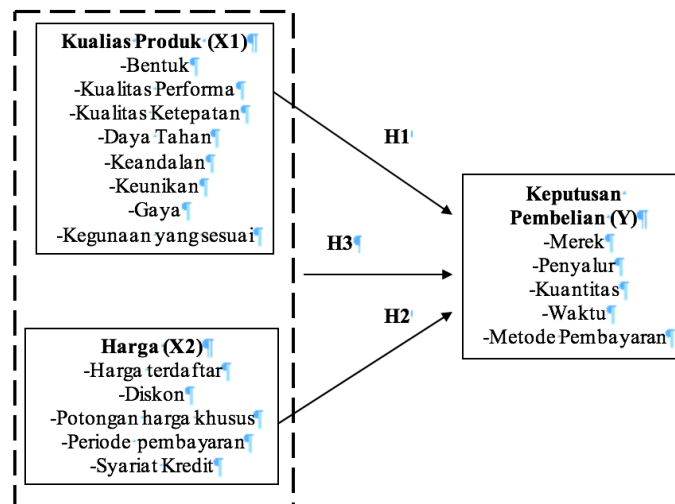 Kualias Produk (X1)
-Bentuk
-Kualitas Performa
-Kualitas Ketepatan
-Daya Tahan
-Keandalan
-Keunikan
-Gaya
-Kegunaan yang sesuai
H1
H3
H2
Keputusan
Pembelian (Y)
-Merek
-Penyalur
-Kuantitas
-Waktu
-Metode Pembayaran
Harga (X2)
-Harga terdaftar
-Diskon
-Potongan harga khusus
-Periode pembayaran
-Syariat Kredit